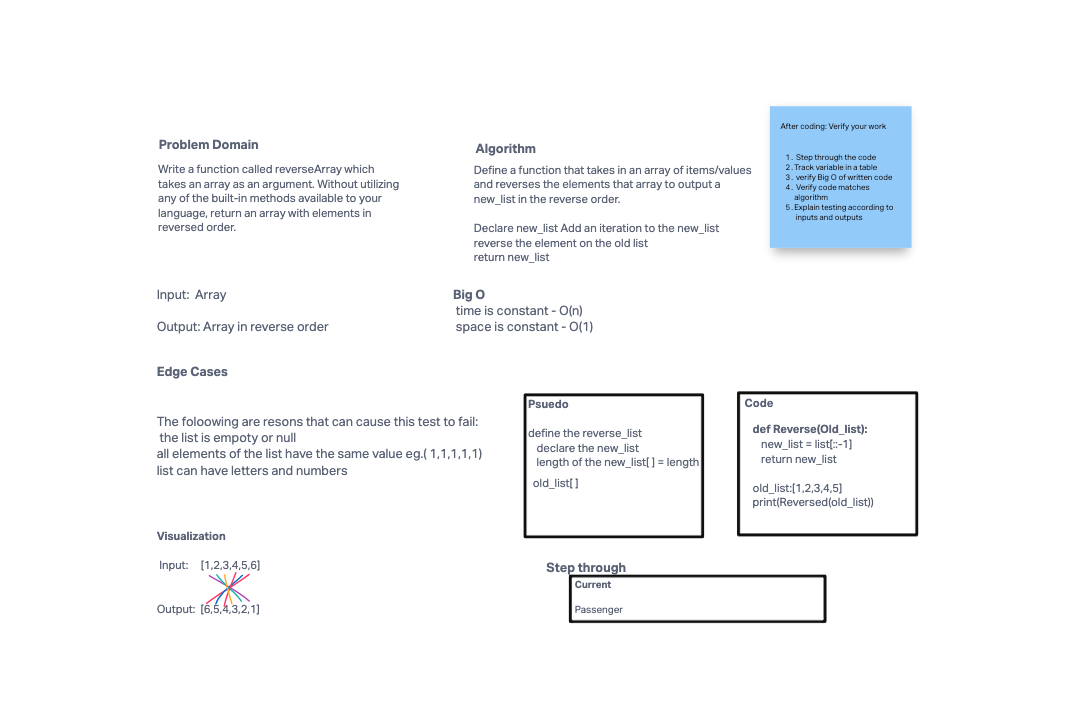 Problem Domain
Write a function called reverseArray which
takes an array as an argument. Without utilizing
any of the built-in methods available to your
language, return an array with elements in
reversed order.
Algorithm
Define a function that takes in an array of items/values
and reverses the elements that array to output a
new_list in the reverse order.
Declare new_list Add an iteration to the new_list
reverse the element on the old list
return new_list
After coding: Verify your work
1. Step through the code
2. Track variable in a table
3. verify Big O of written code
4. Verify code matches
algorithm
5. Explain testing according to
inputs and outputs
Input: Array
Output: Array in reverse order
Big O
time is constant - O(n)
space is constant - O(1)
Edge Cases
The foloowing are resons that can cause this test to fail:
the list is empoty or null
all elements of the list have the same value eg.( 1,1,1,1,1)
list can have letters and numbers
Psuedo
define the reverse_list
declare the new_list
length of the new_list[ ] = length
old_list[ ]
Code
def Reverse(Old_list):
new_list = list[::-1]
return new_list
old_list:[1,2,3,4,5]
print(Reversed(old_list))
Visualization
Input: [1,2,3,4,5,6]
Output: [6,5,4,3,2,1]
Step through
Current
Passenger